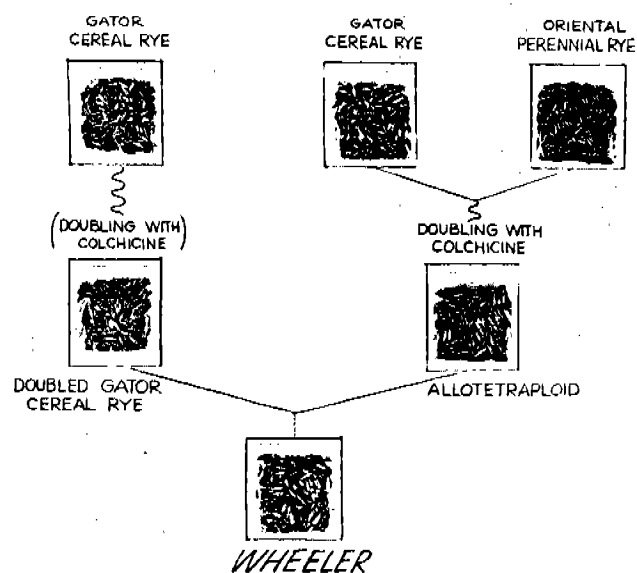 GATOR
CEREAL RYE
GATOR
CEREAL RYE
ORIENTAL
PERENNIAL RYE
(DOUBLING WITH
COLCHICINE)
DOUBLING WITH
COLCHICINE
DOUBLED GATOR
CEREAL RYE
ALLOTETRAPLOID
WHEELER